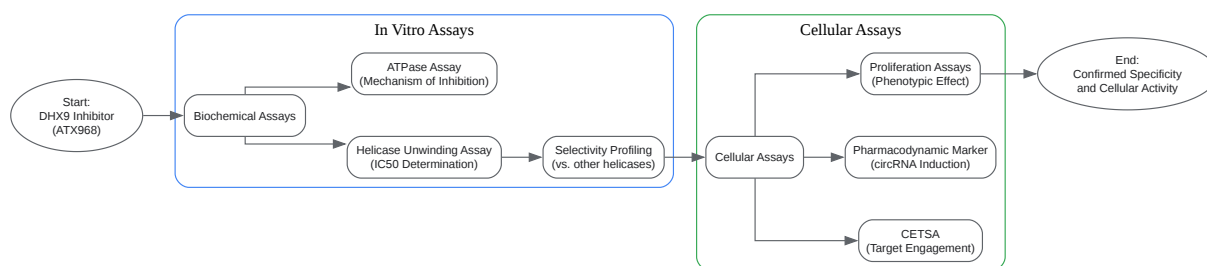 In Vitro Assays
Cellular Assays
Start:
DHX9 Inhibitor
(ATX968)
Biochemical Assays
ATPase Assay
(Mechanism of Inhibition)
Helicase Unwinding Assay
(IC50 Determination)
Selectivity Profiling
(vs. other helicases)
Cellular Assays
Proliferation Assays
(Phenotypic Effect)
Pharmacodynamic Marker
(circRNA Induction)
CETSA
(Target Engagement)
End:
Confirmed Specificity
and Cellular Activity